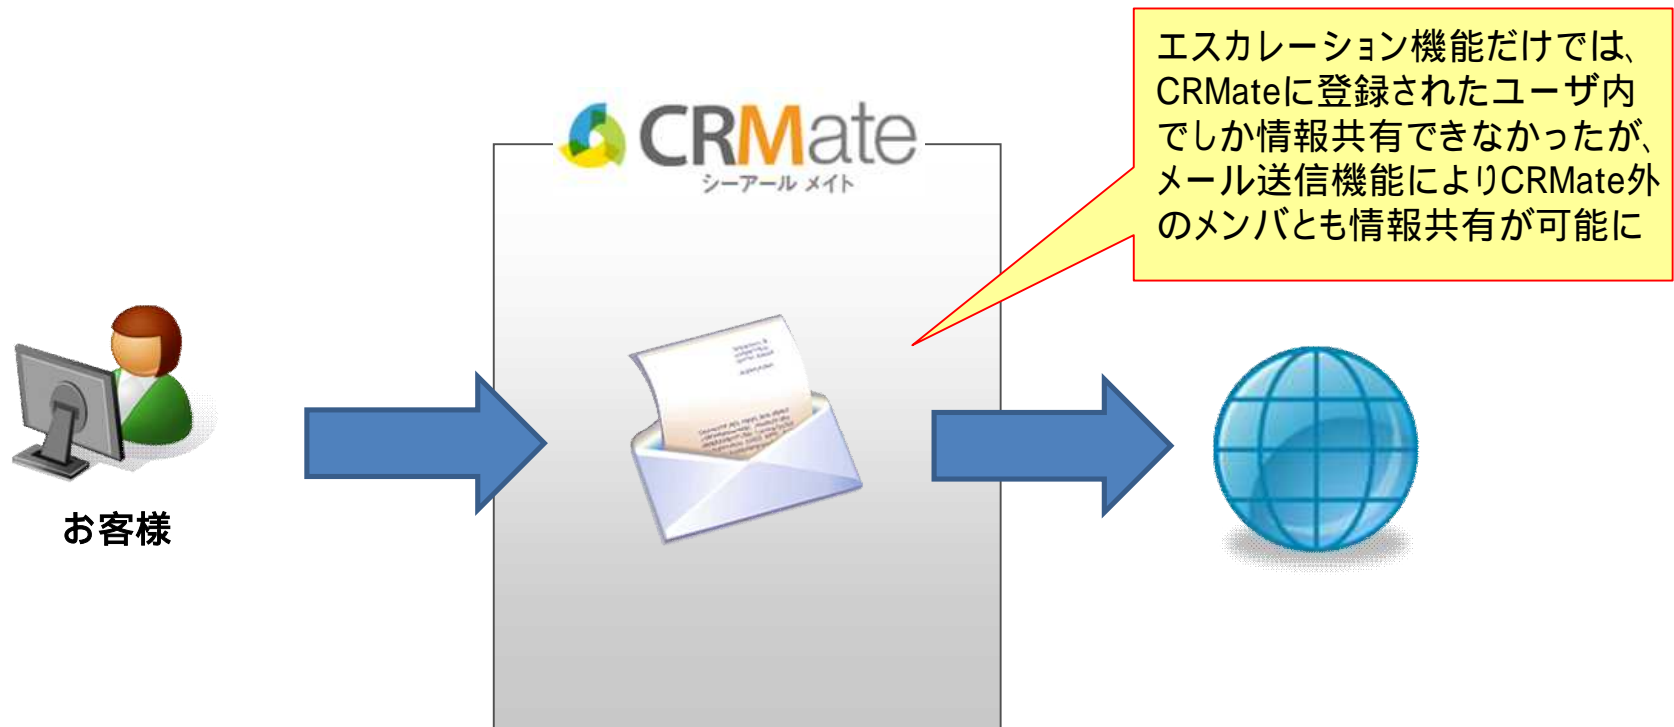 エスカレーション機能だけでは、
CRMateに登録されたユーザ内
でしか情報共有できなかったが、
メール送信機能によりCRMate外
のメンバとも情報共有が可能に
CRMate
シーアール メイト
お客様